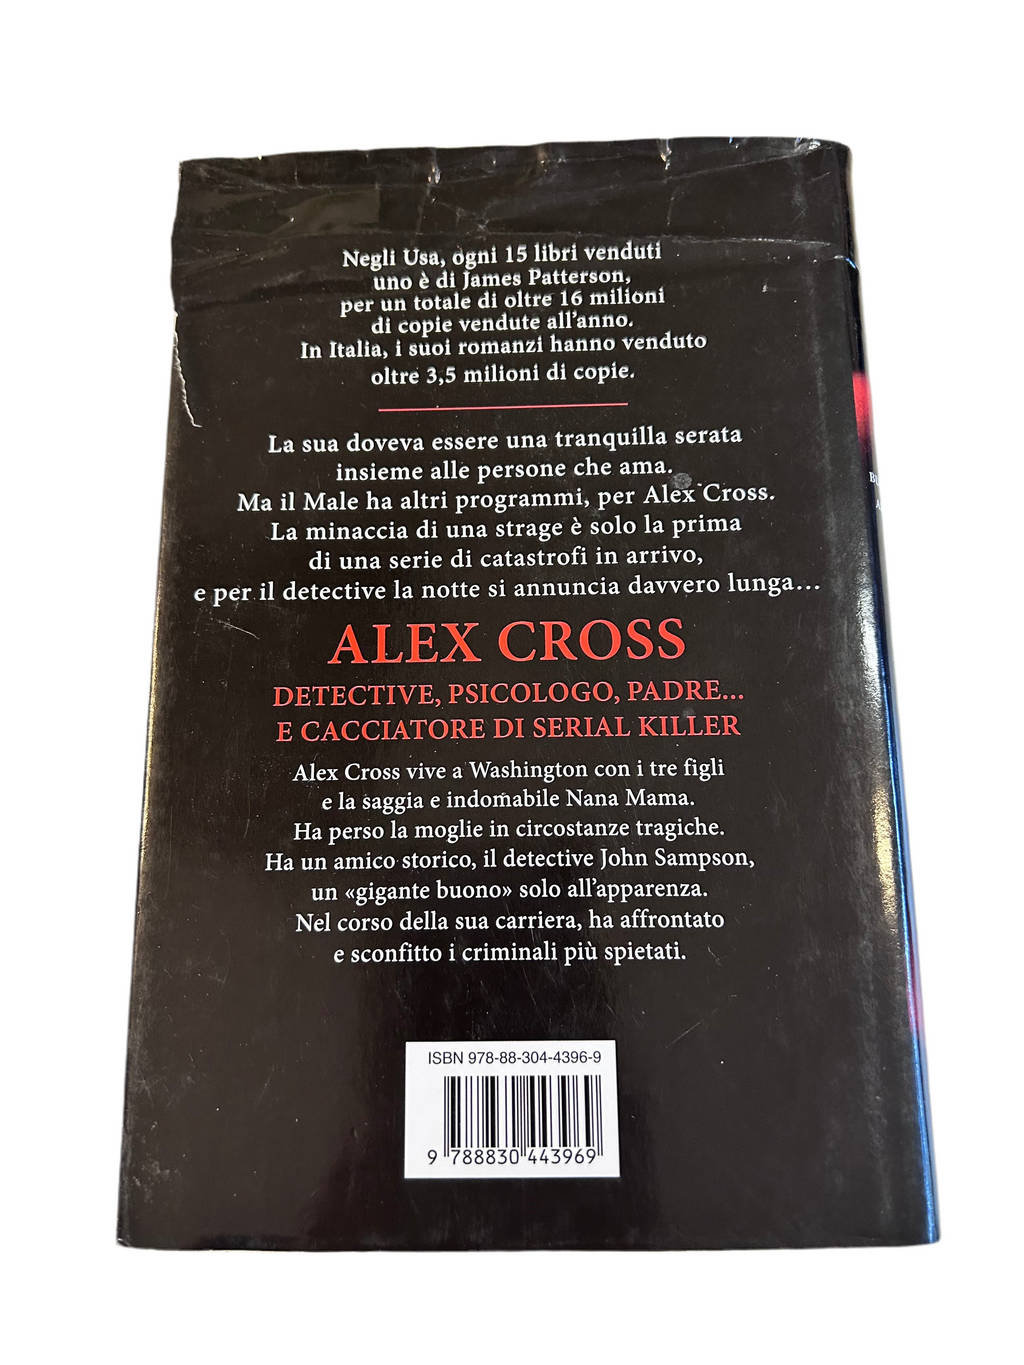 Negli Usa, ogni 15 libri venduti
uno è di James Patterson,
per un totale di oltre 16 milioni
di copie vendute all'anno.
In Italia, i suoi romanzi hanno venduto
oltre 3,5 milioni di copie.
La sua doveva essere una tranquilla serata
insieme alle persone che ama.
Ma il Male ha altri programmi, per Alex Cross.
La minaccia di una strage è solo la prima
di una serie di catastrofi in arrivo,
e per il detective la notte si annuncia davvero lunga...
ALEX CROSS
DETECTIVE, PSICOLOGO, PADRE...
E CACCIATORE DI SERIAL KILLER
Alex Cross vive a Washington con i tre figli
e la saggia e indomabile Nana Mama.
Ha perso la moglie in circostanze tragiche.
Ha un amico storico, il detective John Sampson,
un «gigante buono» solo all'apparenza.
Nel corso della sua carriera, ha affrontato
e sconfitto i criminali più spietati.
ISBN 978-88-304-4396-9
9 788830 443969